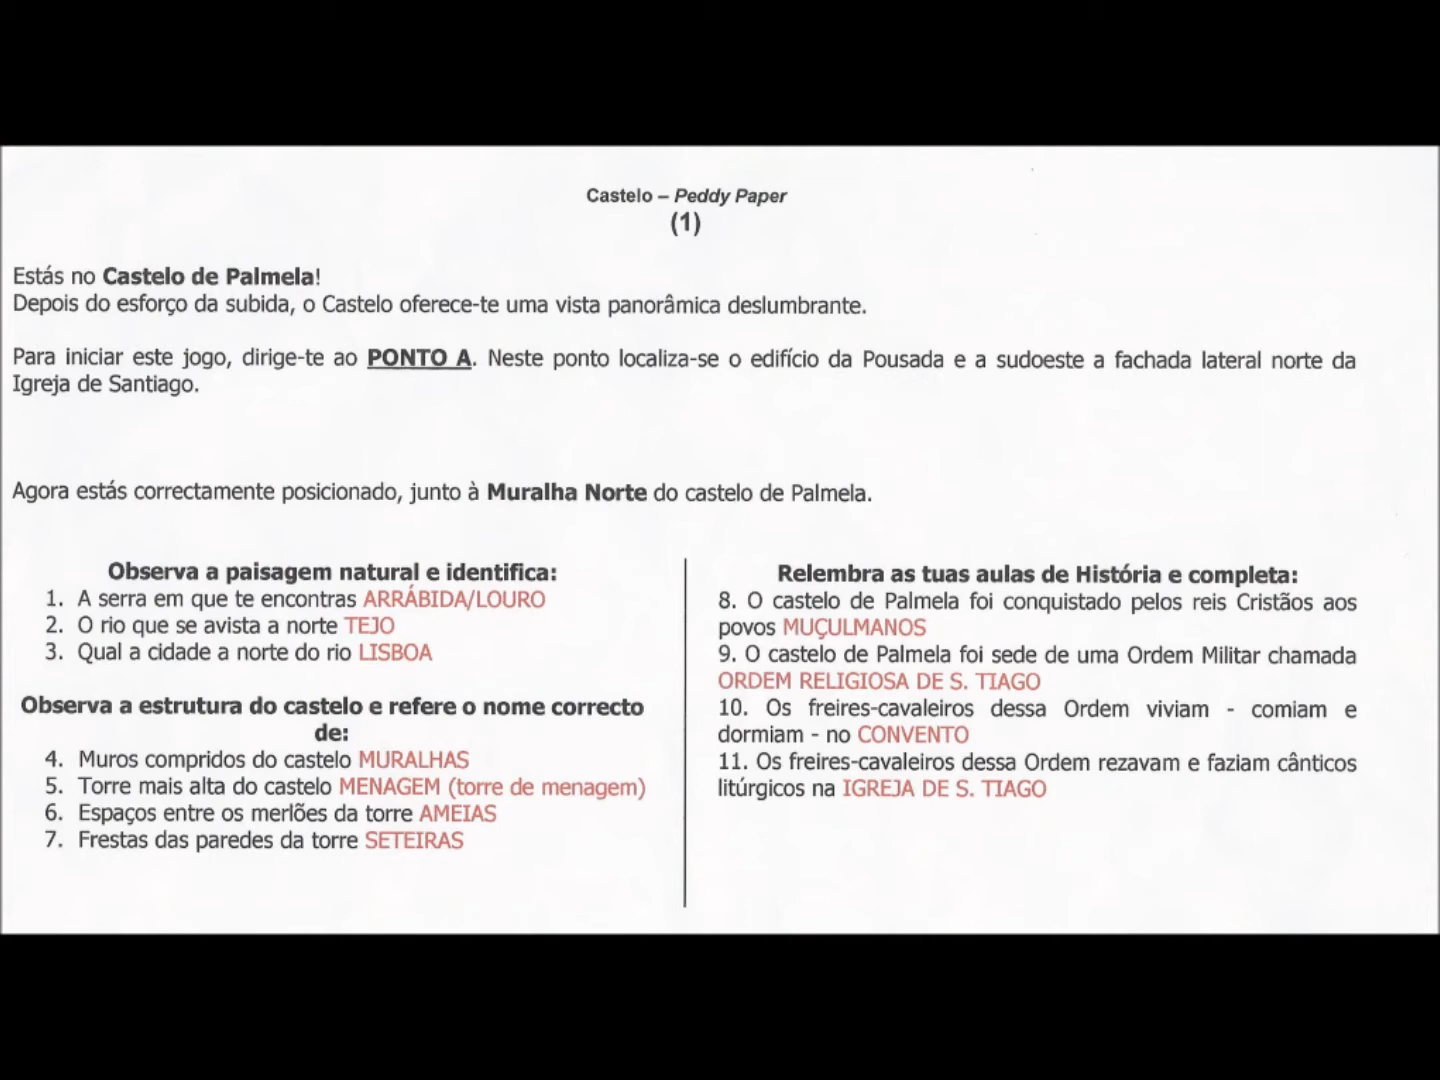 Castelo – Peddy Paper
(1)
Estás no Castelo de Palmela!
Depois do esforço da subida, o Castelo oferece-te uma vista panorâmica deslumbrante.
Para iniciar este jogo, dirige-te ao PONTO A. Neste ponto localiza-se o edifício da Pousada e a sudoeste a fachada lateral norte da
Igreja de Santiago.
Agora estás correctamente posicionado, junto à Muralha Norte do castelo de Palmela.
Observa a paisagem natural e identifica:
1. A serra em que te encontras ARRÁBIDA/LOURO
2. O rio que se avista a norte TEJO
3. Qual a cidade a norte do rio LISBOA
Observa a estrutura do castelo e refere o nome correcto
de:
4. Muros compridos do castelo MURALHAS
5. Torre mais alta do castelo MENAGEM (torre de menagem)
6. Espaços entre os merlões da torre AMEIAS
7. Frestas das paredes da torre SETEIRAS
Relembra as tuas aulas de História e completa:
8. O castelo de Palmela foi conquistado pelos reis Cristãos aos
povos MUÇULMANOS
9. O castelo de Palmela foi sede de uma Ordem Militar chamada
ORDEM RELIGIOSA DE S. TIAGO
10. Os freires-cavaleiros dessa Ordem viviam - comiam e
dormiam - no CONVENTO
11. Os freires-cavaleiros dessa Ordem rezavam e faziam cânticos
litúrgicos na IGREJA DE S. TIAGO